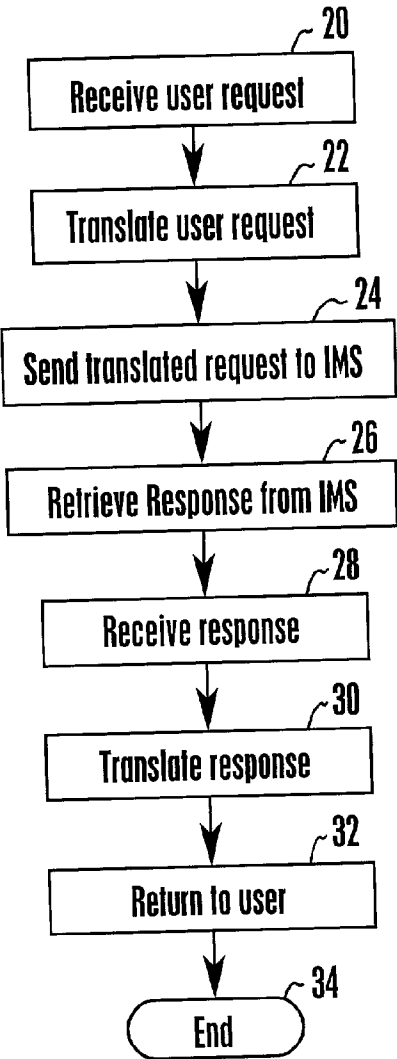 20
Receive user request
22
Translate user request
24
Send translated request to IMS
26
Retrieve Response from IMS
28
Receive response
30
Translate response
32
Return to user
34
End